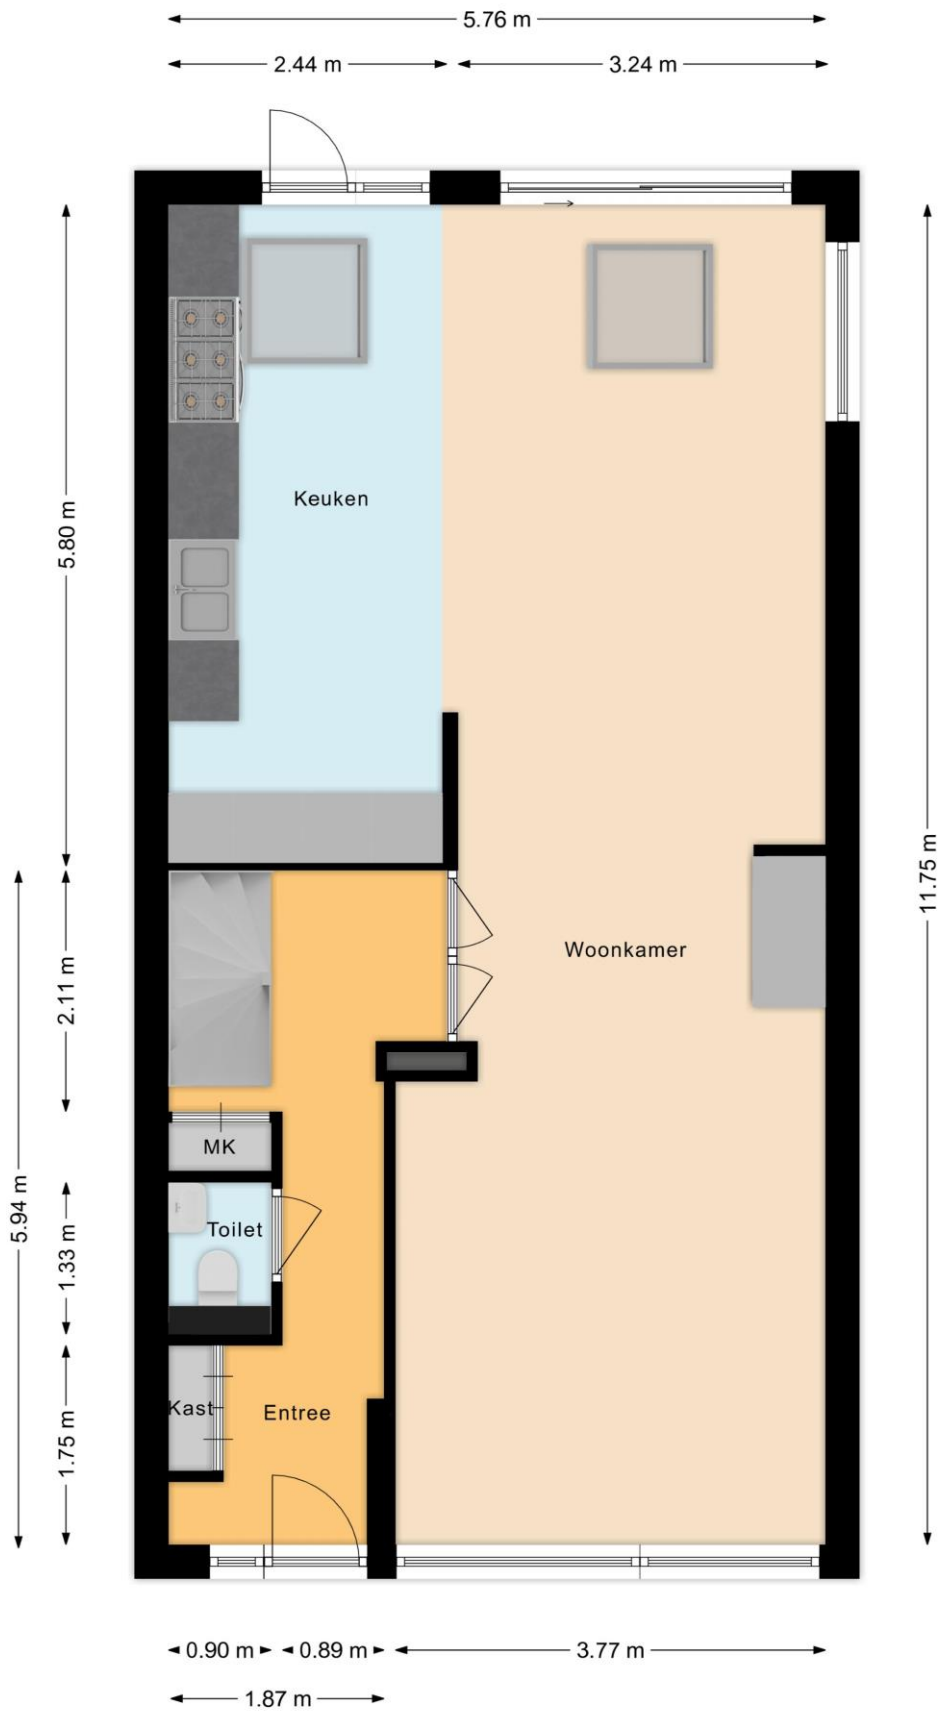 5.76 m
2.44 m
3.24 m
Keuken
5.80 m
11.75 m
Woonkamer
2.11 m
MK
5.94 m
Toilet
1.33 m
Kast
Entree
1.75 m
0.90 m
0.89 m
3.77 m
1.87 m